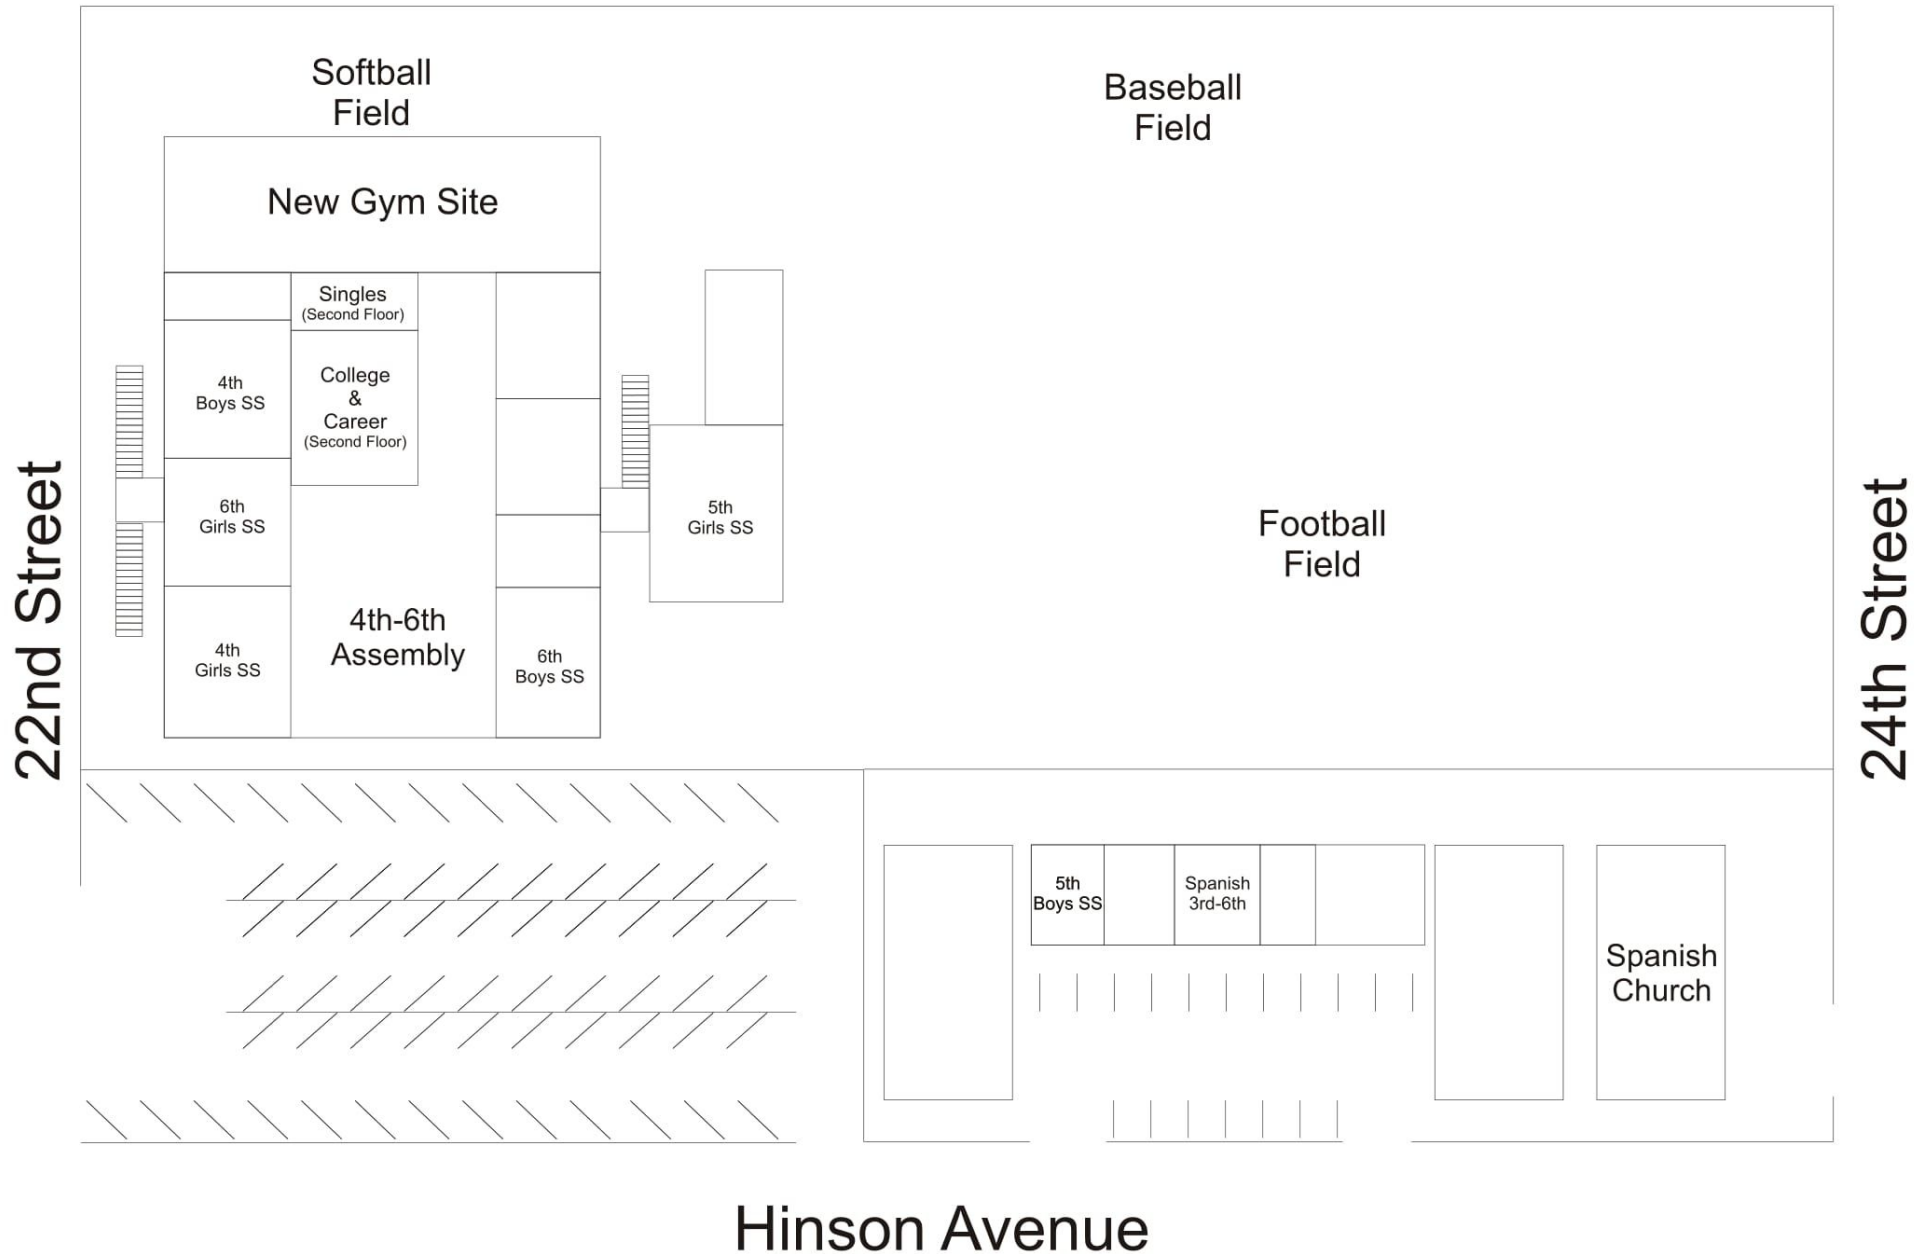 Softball
Field
Baseball
Field
New Gym Site
Singles
(Second Floor)
4th
Boys SS
College
&
Career
(Second Floor)
6th
Girls SS
5th
Girls SS
Football
Field
22nd Street
24th Street
4th-6th
Assembly
4th
Girls SS
6th
Boys SS
5th
Boys SS
Spanish
3rd-6th
Spanish
Church
Hinson Avenue